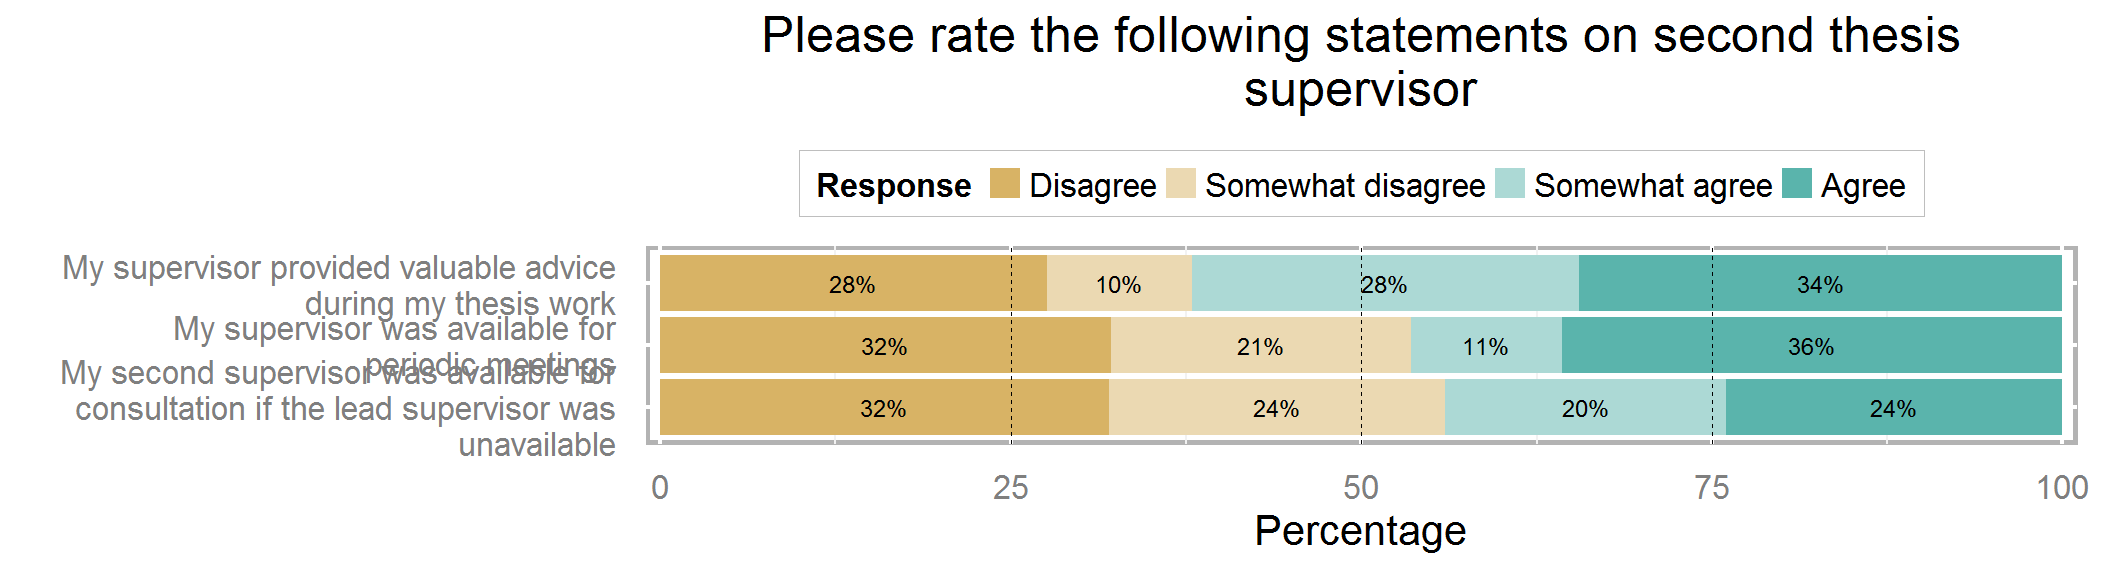 Please rate the following statements on second thesis
supervisor
Response Disagree Somewhat disagree Somewhat agree Agree
My supervisor provided valuable advice
during my thesis work
28% 10% 28% 34%
My supervisor was available for
periodic meetings
32% 21% 11% 36%
My second supervisor was available for
consultation if the lead supervisor was
unavailable
32% 24% 20% 24%
0 25 50 75 100
Percentage